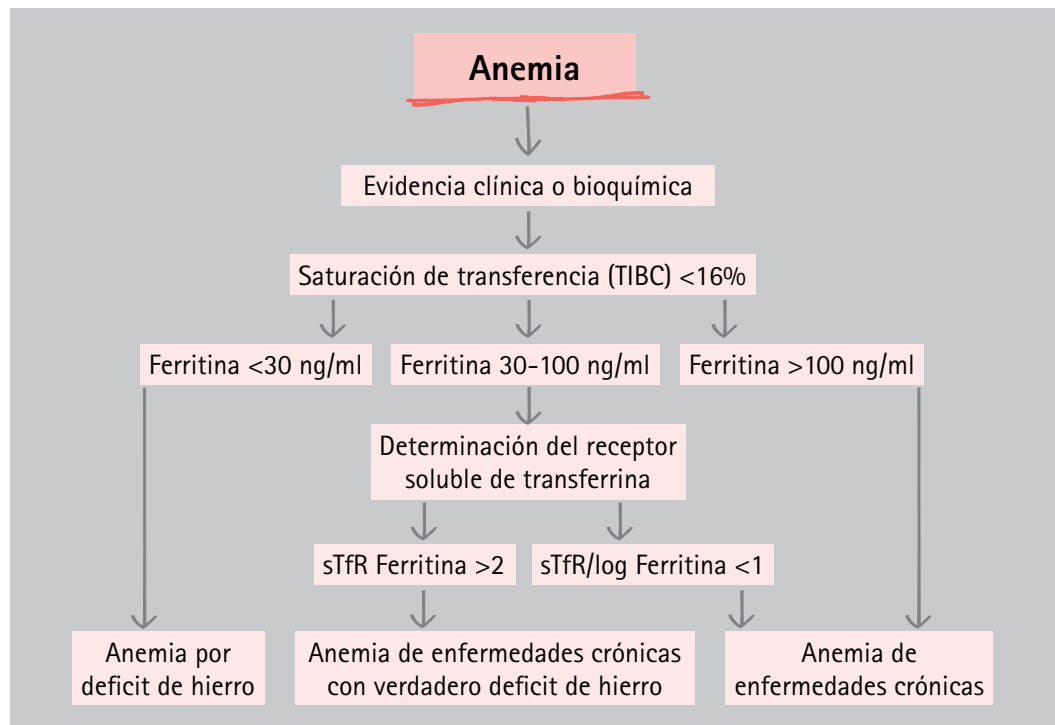 Anemia
Evidencia clínica o bioquímica
Saturación de transferencia (TIBC) <16%
Ferritina <30 ng/ml
Ferritina 30-100 ng/ml
Ferritina >100 ng/ml
Determinación del receptor
soluble de transferrina
sTfR Ferritina >2
sTfR/log Ferritina <1
Anemia por
deficit de hierro
Anemia de enfermedades crónicas
con verdadero deficit de hierro
Anemia de
enfermedades crónicas